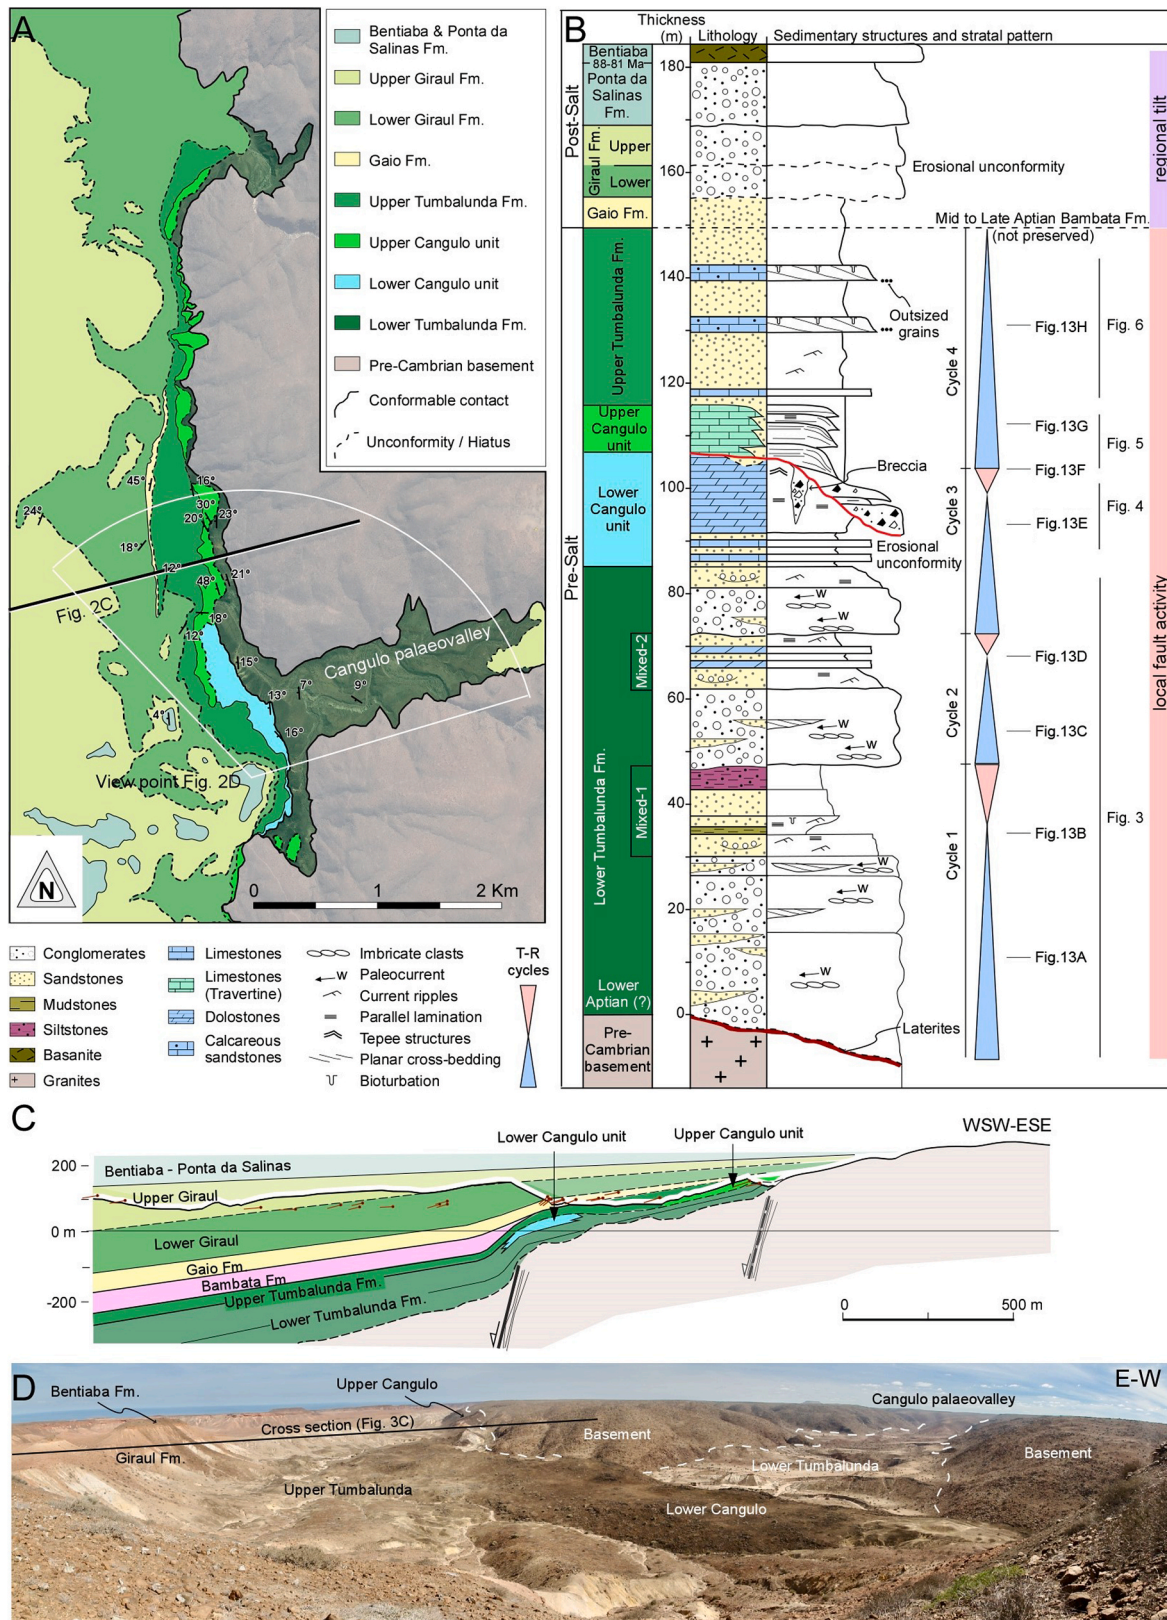 A
Bentiaba & Ponta da
Salinas Fm.
Upper Giraul Fm.
Lower Giraul Fm.
Gaio Fm.
Upper Tumbalunda Fm.
Upper Cangulo unit
Lower Cangulo unit
Lower Tumbalunda Fm.
Pre-Cambrian basement
Conformable contact
Unconformity / Hiatus
45°
16°
30°
24°
20°
23°
18°
12°
48°
21°
Fig. 2C
18°
12°
15°
Cangulo palaeovalley
7°
9°
13°
4°
16°
View point Fig. 2D
N
0 1 2 Km
Conglomerates
Sandstones
Mudstones
Siltstones
Basanite
Granites
Limestones
Limestones
(Travertine)
Dolostones
Calcareous
sandstones
Imbricate clasts
W Paleocurrent
Current ripples
Parallel lamination
Tepee structures
Planar cross-bedding
Bioturbation
T-R
cycles
B
Thickness
(m) Lithology Sedimentary structures and stratal pattern
Post-Salt
Pre-Salt
Bentiaba
88-81 Ma
Ponta da
Salinas
Fm.
Giraul Fm.
Upper
Lower
Gaio Fm.
Upper Tumbalunda Fm.
Upper
Cangulo
unit
Lower
Cangulo
unit
Lower Tumbalunda Fm.
Mixed-2
Mixed-1
Lower
Aptian (?)
Pre-
Cambrian
basement
180
160
140
120
100
80
60
40
20
0
Erosional unconformity
Mid to Late Aptian Bambata Fm.
(not preserved)
Outsized
grains
Breccia
Erosional
unconformity
W
W
W
W
W
W
W
Laterites
Cycle 4
Cycle 3
Cycle 2
Cycle 1
Fig.13H
Fig.13G
Fig.13F
Fig.13E
Fig.13D
Fig.13C
Fig.13B
Fig.13A
Fig. 6
Fig. 5
Fig. 4
Fig. 3
regional tilt
local fault activity
C
WSW-ESE
Lower Cangulo unit
Upper Cangulo unit
200
0 m
-200
Bentiaba - Ponta da Salinas
Upper Giraul
Lower Giraul
Gaio Fm.
Bambata Fm
Upper Tumbalunda Fm.
Lower Tumbalunda Fm.
0 500 m
D
E-W
Bentiaba Fm.
Upper Cangulo
Cangulo palaeovalley
Cross section (Fig. 3C)
Giraul Fm.
Basement
Basement
Lower Tumbalunda
Upper Tumbalunda
Lower Cangulo